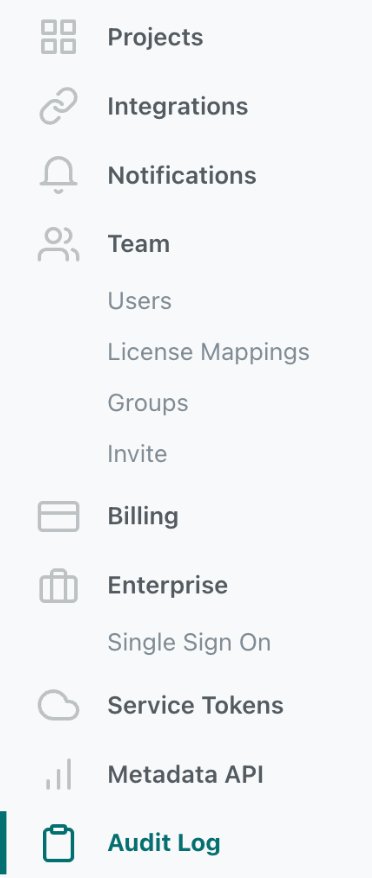 Projects
Integrations
Notifications
Team
Users
License Mappings
Groups
Invite
Billing
Enterprise
Single Sign On
Service Tokens
Metadata API
Audit Log